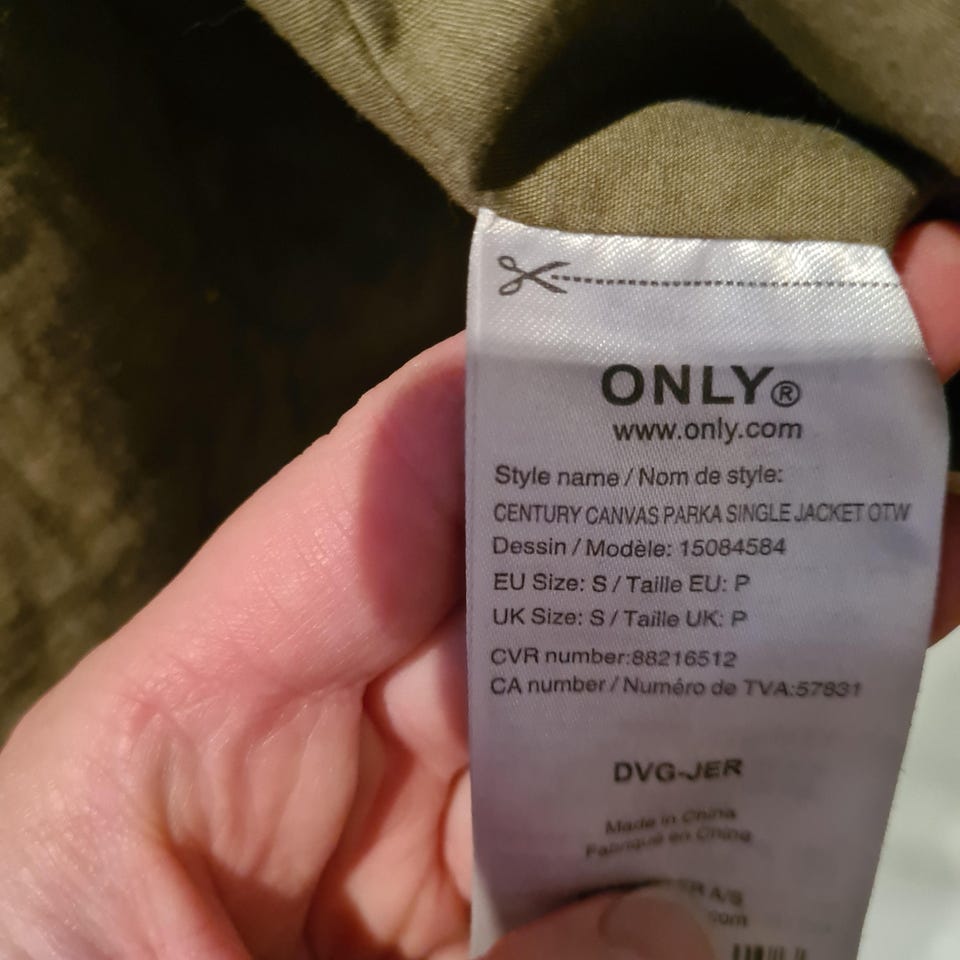 ONLY®
www.only.com
Style name / Nom de style:
CENTURY CANVAS PARKA SINGLE JACKET OTW
Dessin / Modèle: 15084584
EU Size: S / Taille EU: P
UK Size: S / Taille UK: P
CVR number:88216512
CA number / Numéro de TVA:57831
DVG-JER
Made in China
Fabriqué en China
A/S
com